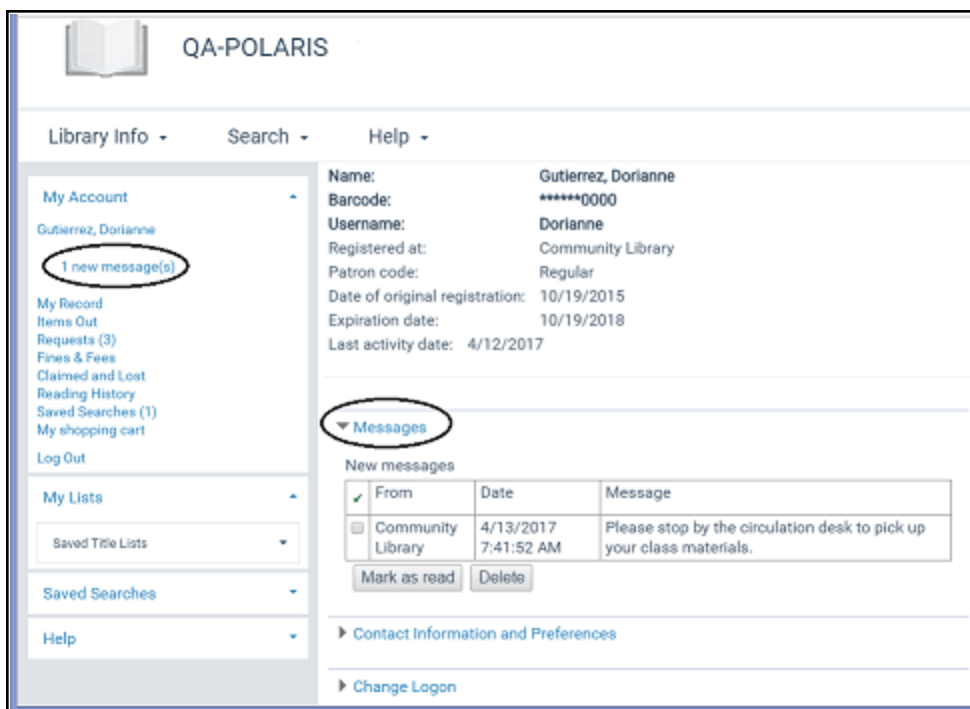 QA-POLARIS
Library Info Search Help
My Account
Gutierrez, Dorianne
1 new message(s)
My Record
Items Out
Requests (3)
Fines & Fees
Claimed and Lost
Reading History
Saved Searches (1)
My shopping cart
Log Out
My Lists
Saved Title Lists
Saved Searches
Help
Name: Gutierrez, Dorianne
Barcode: ******0000
Username: Dorianne
Registered at: Community Library
Patron code: Regular
Date of original registration: 10/19/2015
Expiration date: 10/19/2018
Last activity date: 4/12/2017
Messages
New messages
From Date Message
Community 4/13/2017 Please stop by the circulation desk to pick up
Library 7:41:52 AM your class materials.
Mark as read Delete
Contact Information and Preferences
Change Logon